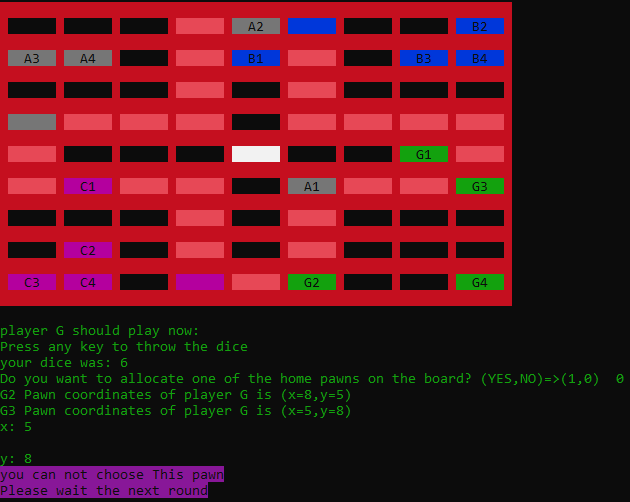 A2 B2
A3 A4 B1 B3 B4
G1
C1 A1 G3
C2
C3 C4 G2 G4
player G should play now:
Press any key to throw the dice
your dice was: 6
Do you want to allocate one of the home pawns on the board? (YES,NO)=>(1,0)  0
G2 Pawn coordinates of player G is (x=8,y=5)
G3 Pawn coordinates of player G is (x=5,y=8)
x: 5
y: 8
you can not choose This pawn
Please wait the next round